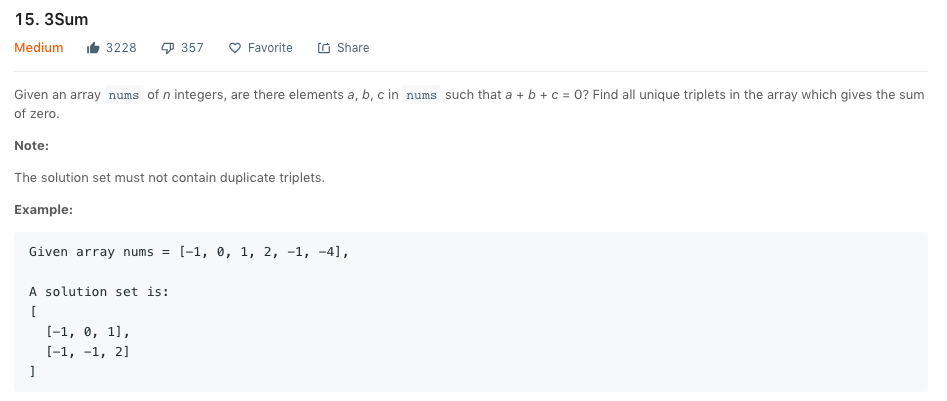 15. 3Sum
Medium 3228 357 Favorite Share
Given an array nums of n integers, are there elements a, b, c in nums such that a + b + c = 0? Find all unique triplets in the array which gives the sum
of zero.
Note:
The solution set must not contain duplicate triplets.
Example:
Given array nums = [-1, 0, 1, 2, -1, -4],
A solution set is:
[
  [-1, 0, 1],
  [-1, -1, 2]
]